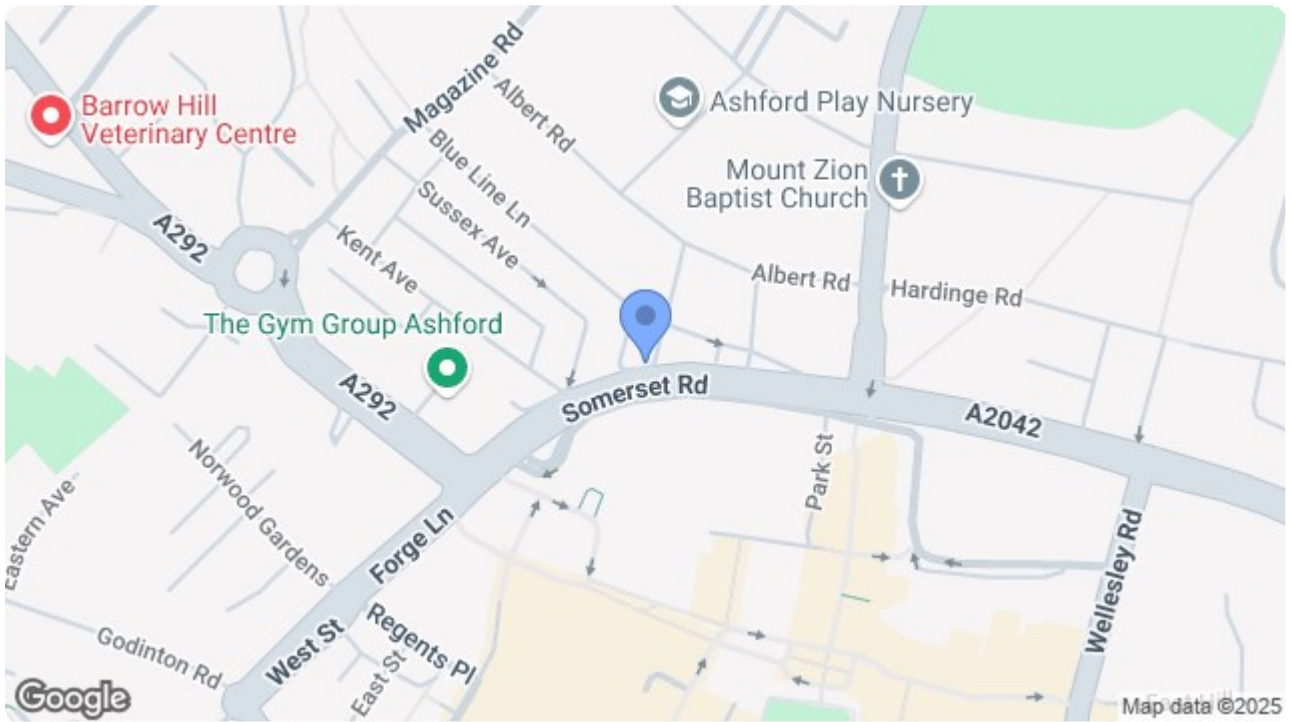 Magazine Rd
Barrow Hill
Veterinary Centre
Albert Rd
Ashford Play Nursery
Blue Line Ln
Mount Zion
Baptist Church
Sussex Ave
A292
Kent Ave
Albert Rd
Hardinge Rd
The Gym Group Ashford
A292
Somerset Rd
A2042
Park St
Norwood Gardens
Eastern Ave
Forge Ln
Wellesley Rd
Regents Pl
Godinton Rd
West St
East St
Google
Map data ©2025